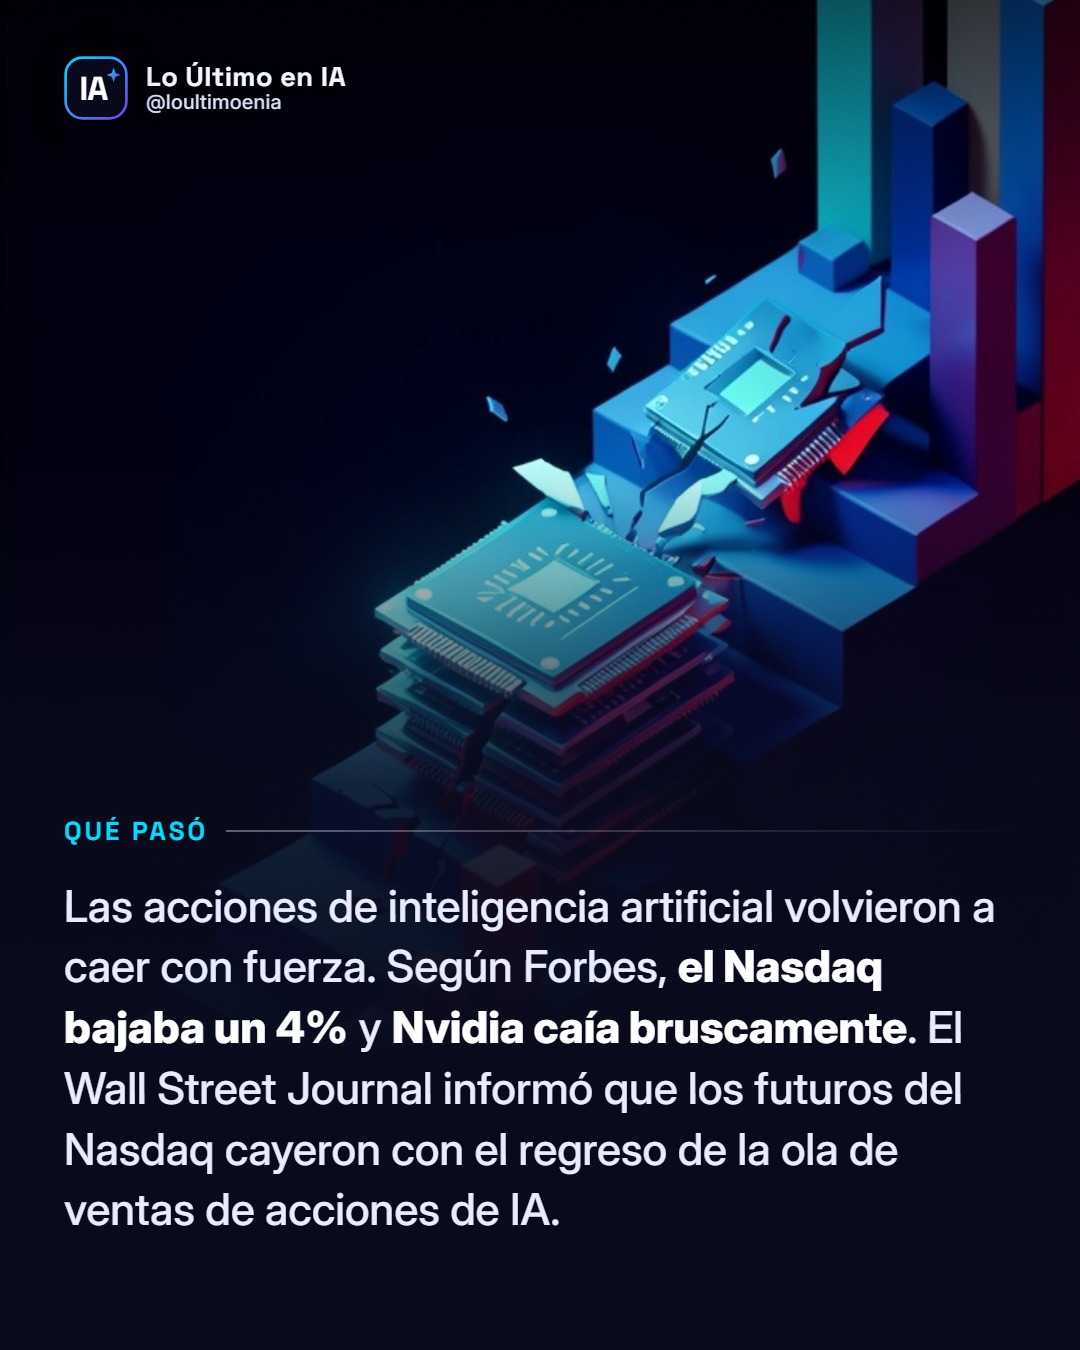 IA
Lo Último en IA
@loultimoenia
QUÉ PASÓ
Las acciones de inteligencia artificial volvieron a
caer con fuerza. Según Forbes, el Nasdaq
bajaba un 4% y Nvidia caía bruscamente. El
Wall Street Journal informó que los futuros del
Nasdaq cayeron con el regreso de la ola de
ventas de acciones de IA.